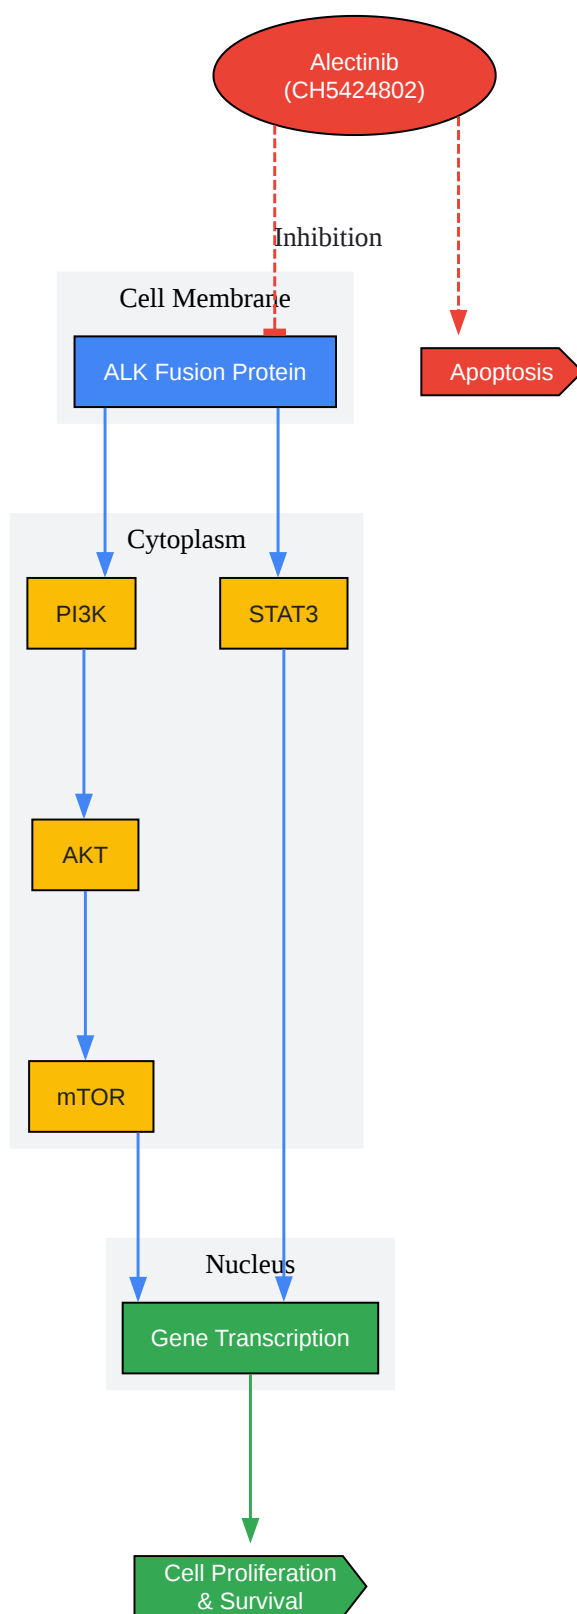 Alectinib
(CH5424802)
Inhibition
Cell Membrane
ALK Fusion Protein
Apoptosis
Cytoplasm
PI3K
STAT3
AKT
mTOR
Nucleus
Gene Transcription
Cell Proliferation
& Survival